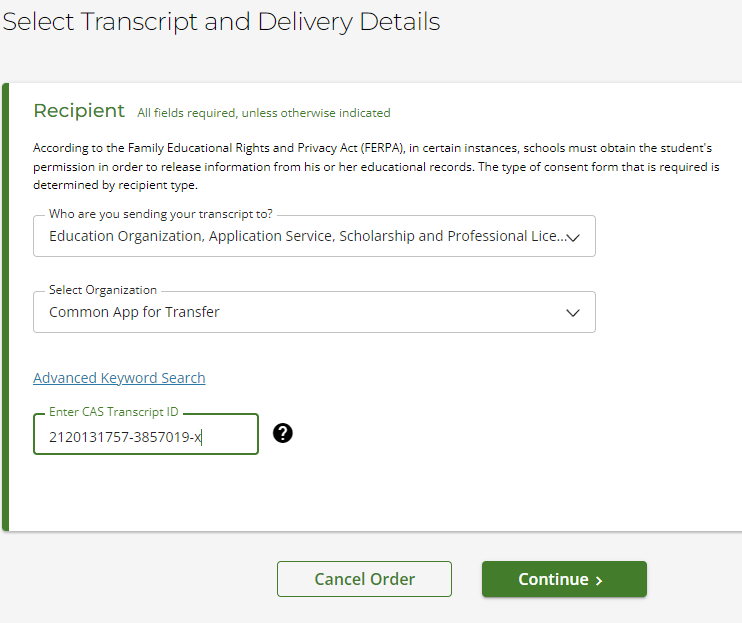 Select Transcript and Delivery Details
Recipient All fields required, unless otherwise indicated
According to the Family Educational Rights and Privacy Act (FERPA), in certain instances, schools must obtain the student's
permission in order to release information from his or her educational records. The type of consent form that is required is
determined by recipient type.
Who are you sending your transcript to?
Education Organization, Application Service, Scholarship and Professional Lice...
Select Organization
Common App for Transfer
Advanced Keyword Search
Enter CAS Transcript ID
2120131757-3857019-x
?
Cancel Order
Continue >